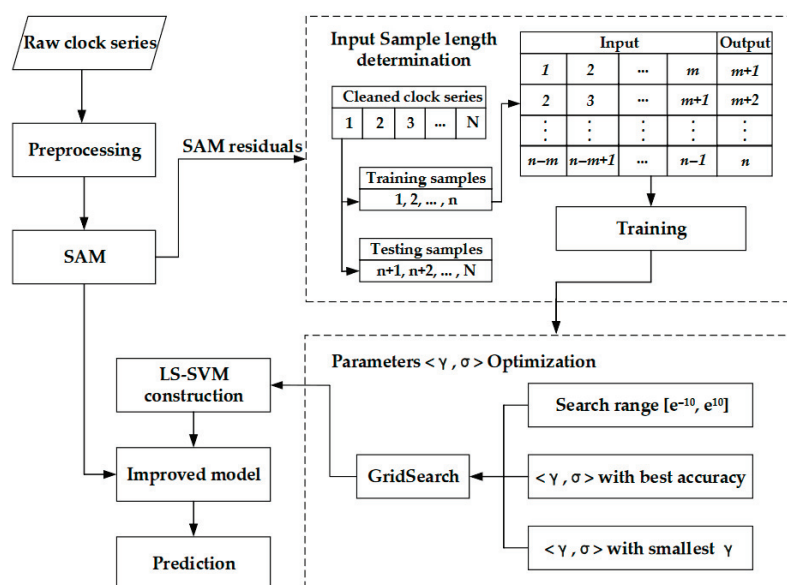 Raw clock series
Preprocessing
SAM
SAM residuals
Input Sample length
determination
Cleaned clock series
1 2 3 ... N
Training samples
1, 2, ... , n
Testing samples
n+1, n+2, ... , N
Input Output
1 2 ... m m+1
2 3 ... m+1 m+2
⋮ ⋮ ⋮ ⋮ ⋮
n−m n−m+1 ... n−1 n
Training
Parameters < γ , σ > Optimization
Search range [e⁻¹⁰, e¹⁰]
< γ , σ > with best accuracy
< γ , σ > with smallest γ
GridSearch
LS-SVM
construction
Improved model
Prediction